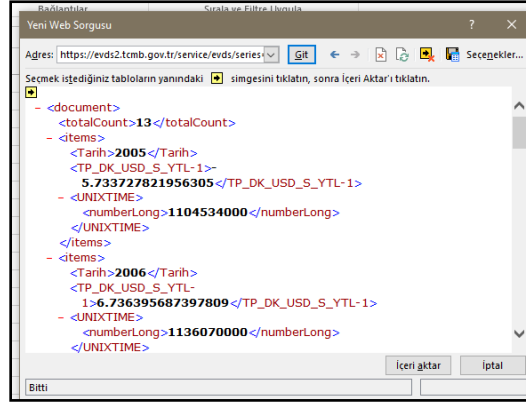 Bağlantılar Sırala ve Filtre Uygula
Yeni Web Sorgusu ? ×
Adres: https://evds2.tcmb.gov.tr/service/evds/series= Git Seçenekler...
Seçmek istediğiniz tabloların yanındaki simgesini tıklatın, sonra İçeri Aktar'ı tıklatın.
- <document>
<totalCount>13</totalCount>
- <items>
<Tarih>2005</Tarih>
<TP_DK_USD_S_YTL-1>-
5.733727821956305</TP_DK_USD_S_YTL-1>
- <UNIXTIME>
<numberLong>1104534000</numberLong>
</UNIXTIME>
</items>
- <items>
<Tarih>2006</Tarih>
<TP_DK_USD_S_YTL-
1>6.736395687397809</TP_DK_USD_S_YTL-1>
- <UNIXTIME>
<numberLong>1136070000</numberLong>
</UNIXTIME>
İçeri aktar İptal
Bitti